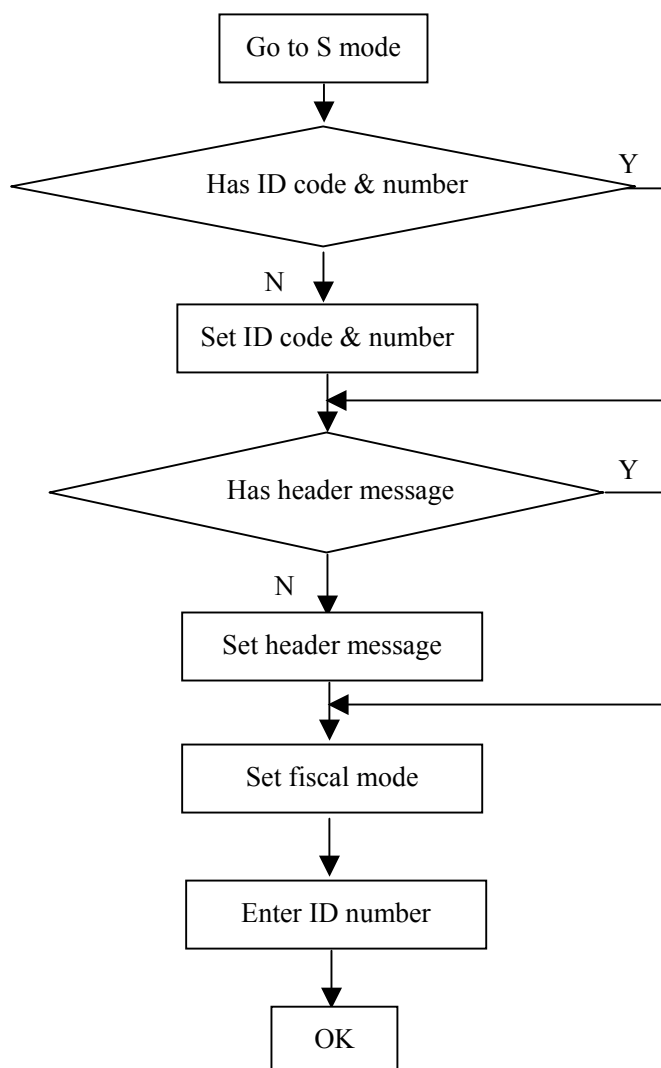 Go to S mode
Has ID code & number
Y
N
Set ID code & number
Has header message
Y
N
Set header message
Set fiscal mode
Enter ID number
OK